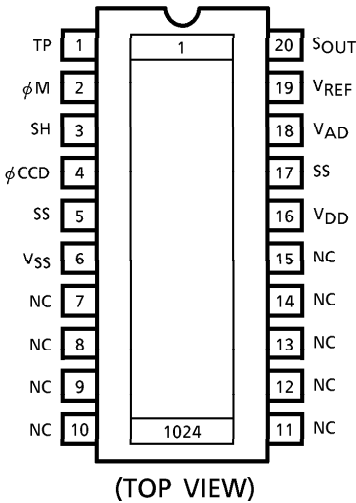 TP 1 1 20 SOUT
φM 2 19 VREF
SH 3 18 VAD
φCCD 4 17 SS
SS 5 16 VDD
VSS 6 15 NC
NC 7 14 NC
NC 8 13 NC
NC 9 12 NC
NC 10 1024 11 NC
(TOP VIEW)